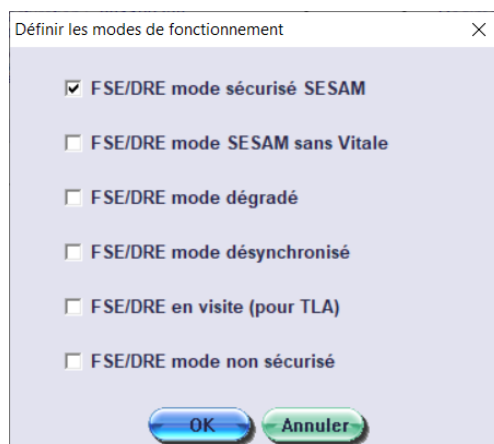 Définir les modes de fonctionnement
FSE/DRE mode sécurisé SESAM
FSE/DRE mode SESAM sans Vitale
FSE/DRE mode dégradé
FSE/DRE mode désynchronisé
FSE/DRE en visite (pour TLA)
FSE/DRE mode non sécurisé
OK Annuler